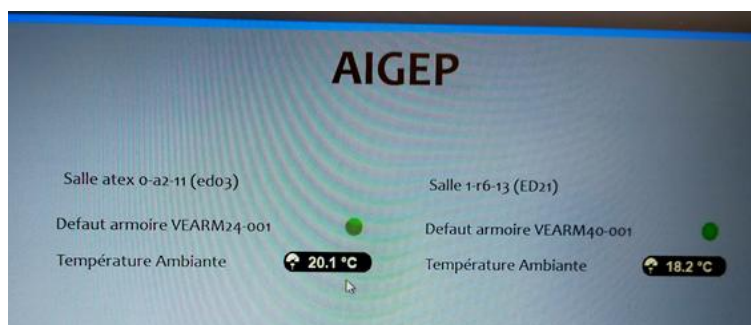 AIGEP
Salle atex 0-a2-11 (ed03)
Defaut armoire VEARM24-001
Température Ambiante 20.1 °C
Salle 1-r6-13 (ED21)
Defaut armoire VEARM40-001
Température Ambiante 18.2 °C